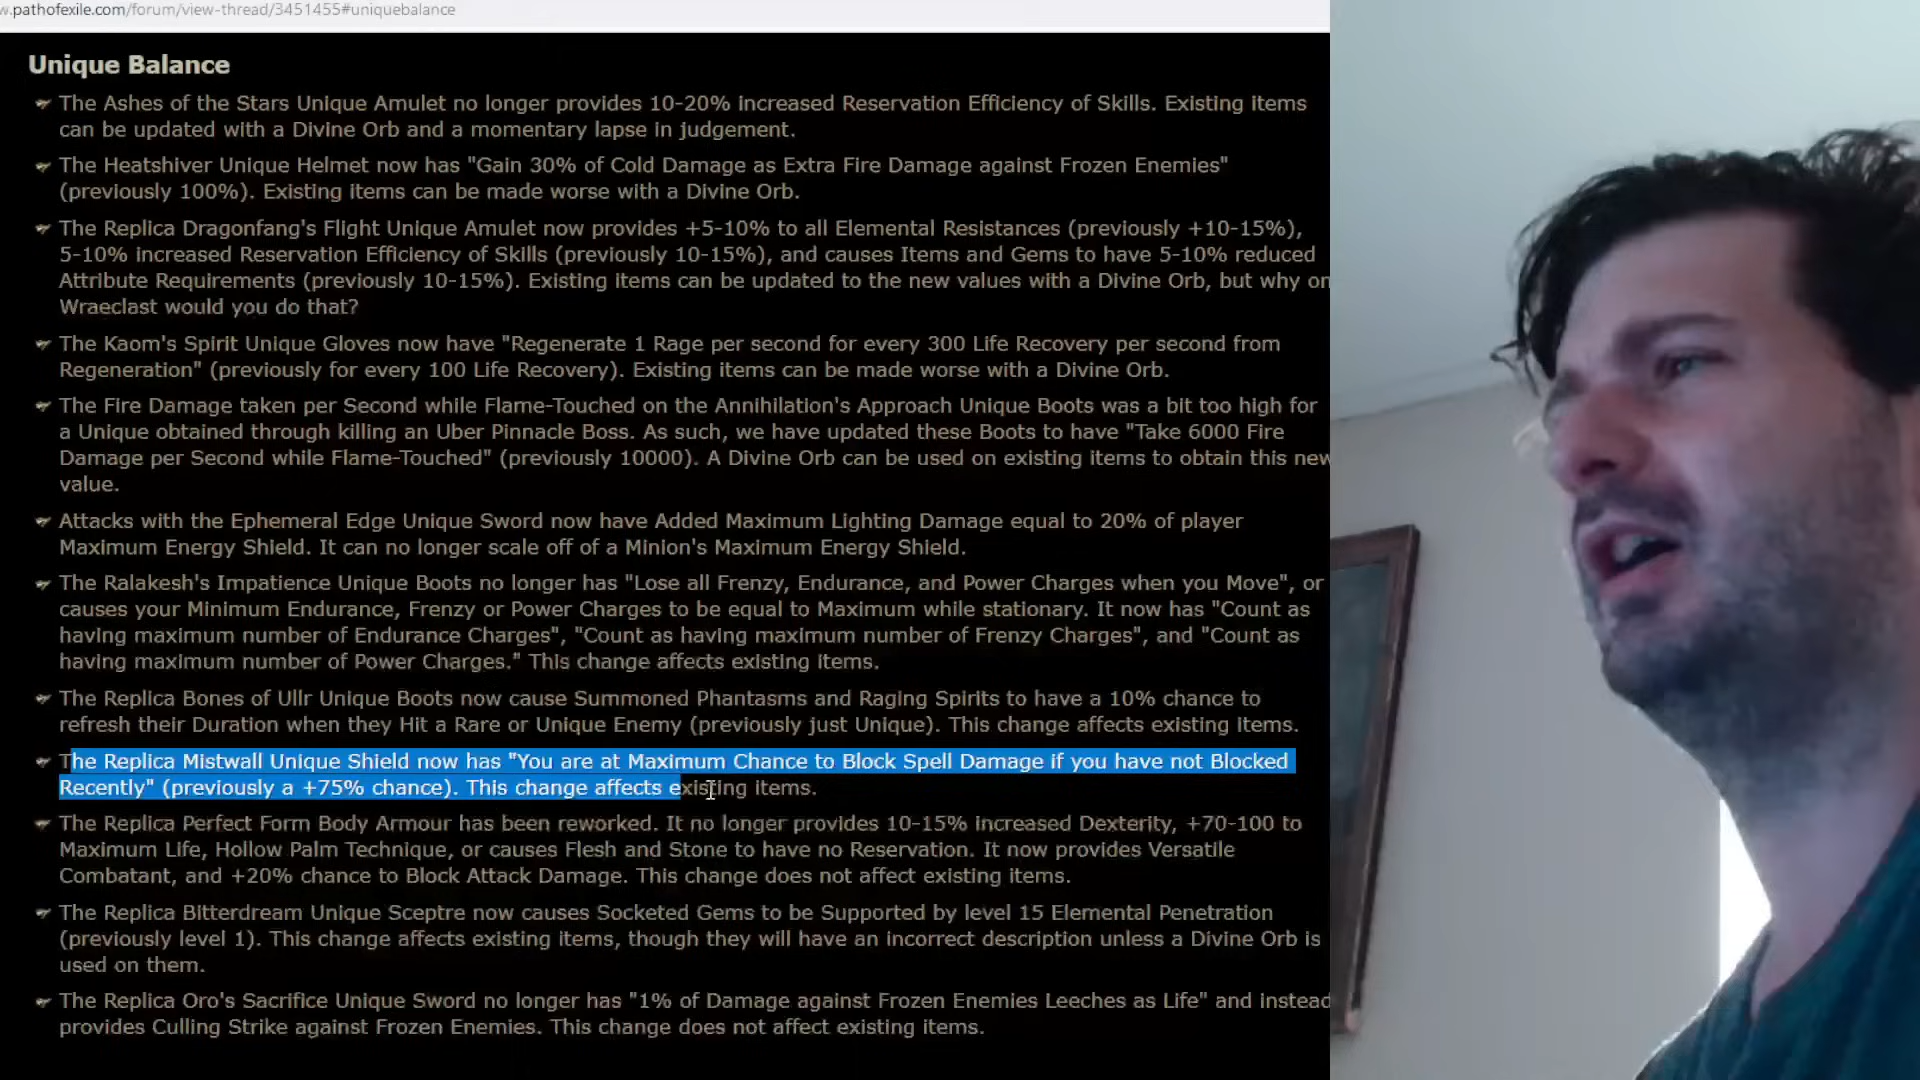 w.pathofexile.com/forum/view-thread/3451455#uniquebalance
Unique Balance
The Ashes of the Stars Unique Amulet no longer provides 10-20% increased Reservation Efficiency of Skills. Existing items
can be updated with a Divine Orb and a momentary lapse in judgement.
The Heatshiver Unique Helmet now has "Gain 30% of Cold Damage as Extra Fire Damage against Frozen Enemies"
(previously 100%). Existing items can be made worse with a Divine Orb.
The Replica Dragonfang's Flight Unique Amulet now provides +5-10% to all Elemental Resistances (previously +10-15%),
5-10% increased Reservation Efficiency of Skills (previously 10-15%), and causes Items and Gems to have 5-10% reduced
Attribute Requirements (previously 10-15%). Existing items can be updated to the new values with a Divine Orb, but why on
Wraeclast would you do that?
The Kaom's Spirit Unique Gloves now have "Regenerate 1 Rage per second for every 300 Life Recovery per second from
Regeneration" (previously for every 100 Life Recovery). Existing items can be made worse with a Divine Orb.
The Fire Damage taken per Second while Flame-Touched on the Annihilation's Approach Unique Boots was a bit too high for
a Unique obtained through killing an Uber Pinnacle Boss. As such, we have updated these Boots to have "Take 6000 Fire
Damage per Second while Flame-Touched" (previously 10000). A Divine Orb can be used on existing items to obtain this new
value.
Attacks with the Ephemeral Edge Unique Sword now have Added Maximum Lighting Damage equal to 20% of player
Maximum Energy Shield. It can no longer scale off of a Minion's Maximum Energy Shield.
The Ralakesh's Impatience Unique Boots no longer has "Lose all Frenzy, Endurance, and Power Charges when you Move", or
causes your Minimum Endurance, Frenzy or Power Charges to be equal to Maximum while stationary. It now has "Count as
having maximum number of Endurance Charges", "Count as having maximum number of Frenzy Charges", and "Count as
having maximum number of Power Charges." This change affects existing items.
The Replica Bones of Ullr Unique Boots now cause Summoned Phantasms and Raging Spirits to have a 10% chance to
refresh their Duration when they Hit a Rare or Unique Enemy (previously just Unique). This change affects existing items.
The Replica Mistwall Unique Shield now has "You are at Maximum Chance to Block Spell Damage if you have not Blocked
Recently" (previously a +75% chance). This change affects existing items.
The Replica Perfect Form Body Armour has been reworked. It no longer provides 10-15% increased Dexterity, +70-100 to
Maximum Life, Hollow Palm Technique, or causes Flesh and Stone to have no Reservation. It now provides Versatile
Combatant, and +20% chance to Block Attack Damage. This change does not affect existing items.
The Replica Bitterdream Unique Sceptre now causes Socketed Gems to be Supported by level 15 Elemental Penetration
(previously level 1). This change affects existing items, though they will have an incorrect description unless a Divine Orb is
used on them.
The Replica Oro's Sacrifice Unique Sword no longer has "1% of Damage against Frozen Enemies Leeches as Life" and instead
provides Culling Strike against Frozen Enemies. This change does not affect existing items.